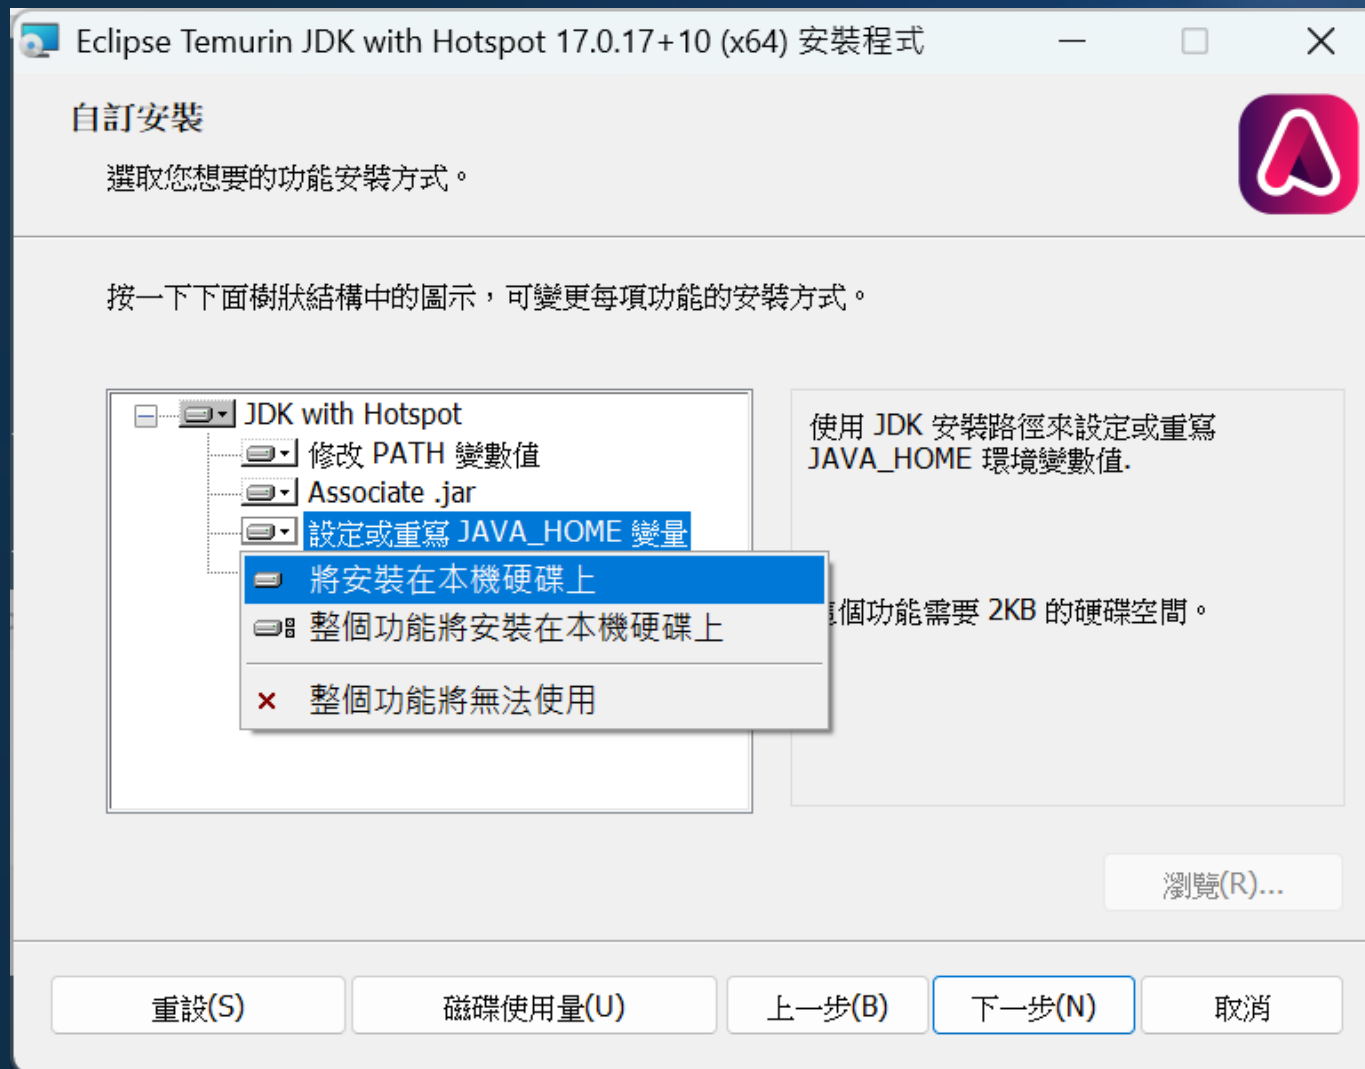 Eclipse Temurin JDK with Hotspot 17.0.17+10 (x64) 安裝程式
自訂安裝
選取您想要的功能安裝方式。
按一下下面樹狀結構中的圖示，可變更每項功能的安裝方式。
JDK with Hotspot
修改 PATH 變數值
Associate .jar
設定或重寫 JAVA_HOME 變量
將安裝在本機硬碟上
整個功能將安裝在本機硬碟上
整個功能將無法使用
使用 JDK 安裝路徑來設定或重寫
JAVA_HOME 環境變數值.
個功能需要 2KB 的硬碟空間。
瀏覽(R)...
重設(S)
磁碟使用量(U)
上一步(B)
下一步(N)
取消